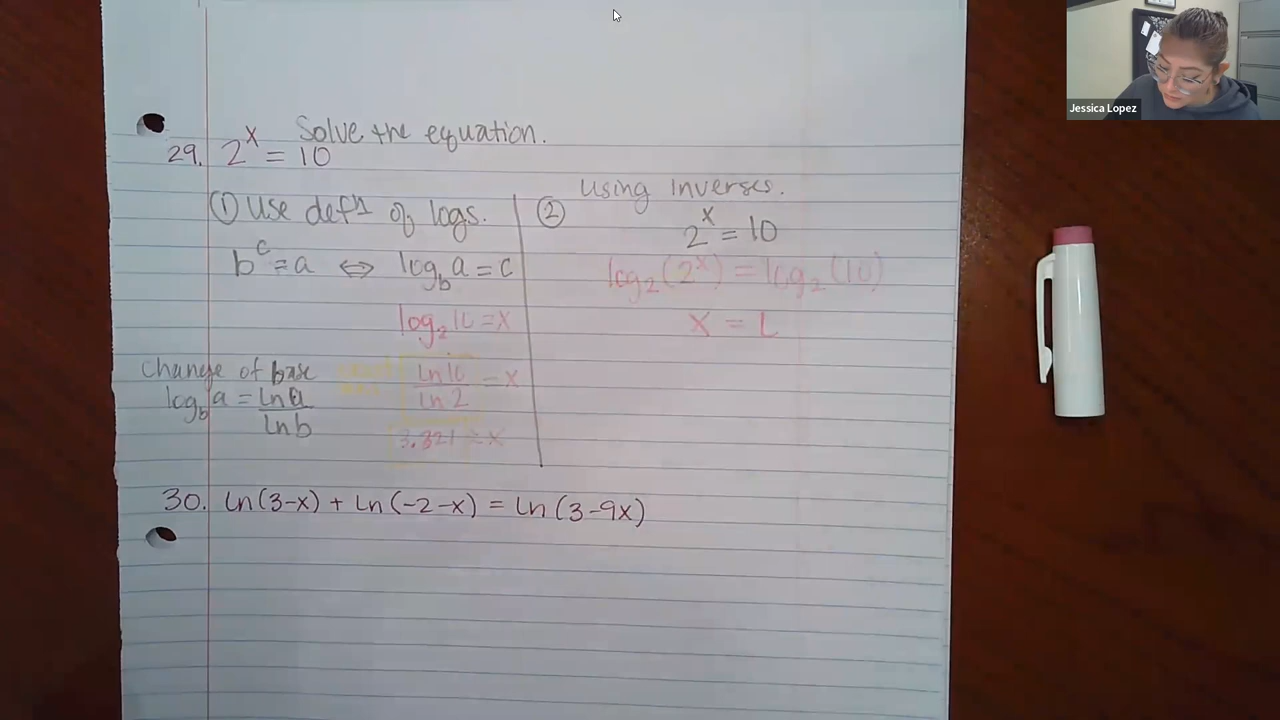 Jessica Lopez
Solve the equation.
29. 2^x = 10
① Use def'n of logs.
b^c = a ⇔ log_b a = c
log_2 10 = x
Change of base
log_b a = ln a / ln b
ln 10 / ln 2 = x
3.321 ≈ x
② using inverses.
2^x = 10
log_2 (2^x) = log_2 (10)
x = L
30. ln(3-x) + ln(-2-x) = ln(3-9x)